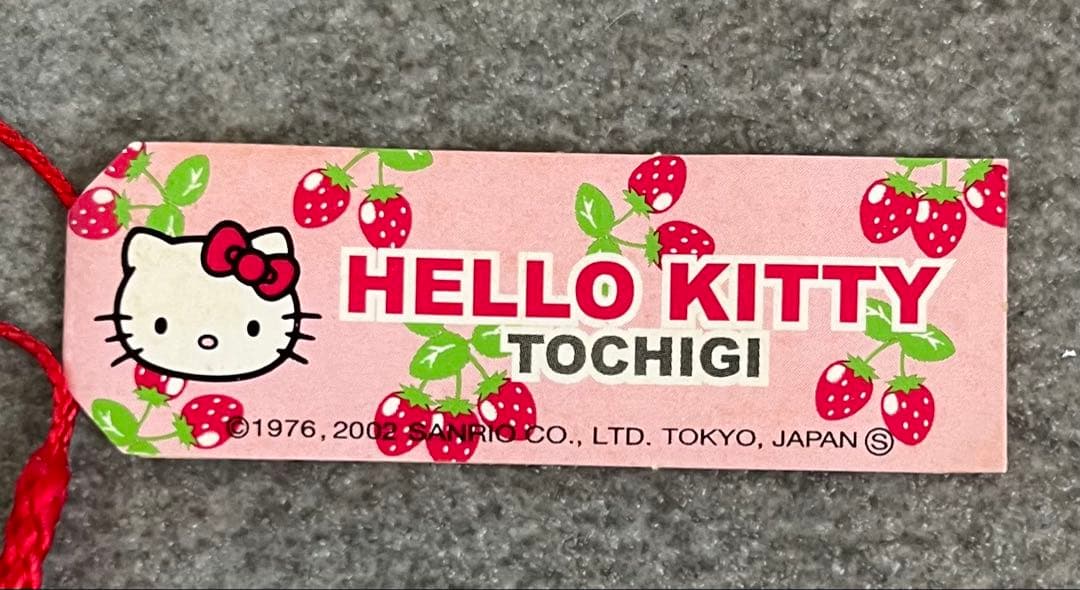 HELLO KITTY
TOCHIGI
©1976, 2002 SANRIO CO., LTD. TOKYO, JAPAN Ⓢ